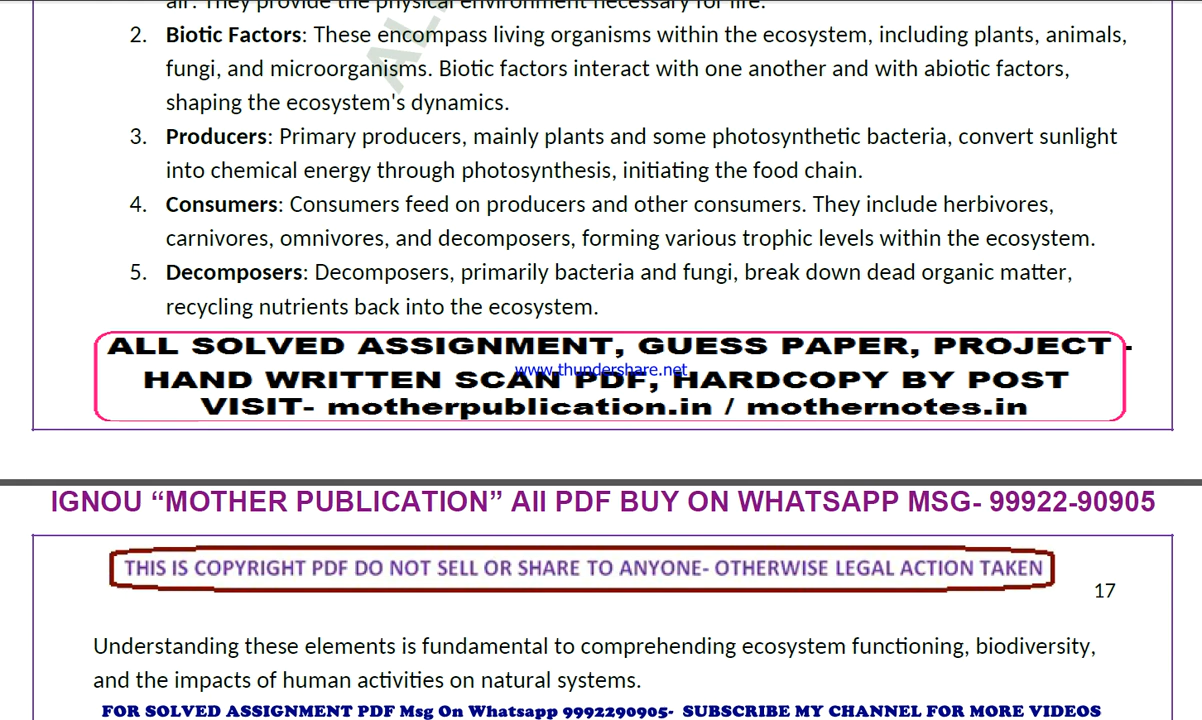 air. They provide the physical environment necessary for life.
2. Biotic Factors: These encompass living organisms within the ecosystem, including plants, animals,
fungi, and microorganisms. Biotic factors interact with one another and with abiotic factors,
shaping the ecosystem's dynamics.
3. Producers: Primary producers, mainly plants and some photosynthetic bacteria, convert sunlight
into chemical energy through photosynthesis, initiating the food chain.
4. Consumers: Consumers feed on producers and other consumers. They include herbivores,
carnivores, omnivores, and decomposers, forming various trophic levels within the ecosystem.
5. Decomposers: Decomposers, primarily bacteria and fungi, break down dead organic matter,
recycling nutrients back into the ecosystem.
ALL SOLVED ASSIGNMENT, GUESS PAPER, PROJECT -
www.thundershare.net
HAND WRITTEN SCAN PDF, HARDCOPY BY POST
VISIT- motherpublication.in / mothernotes.in
IGNOU “MOTHER PUBLICATION” All PDF BUY ON WHATSAPP MSG- 99922-90905
THIS IS COPYRIGHT PDF DO NOT SELL OR SHARE TO ANYONE- OTHERWISE LEGAL ACTION TAKEN
17
Understanding these elements is fundamental to comprehending ecosystem functioning, biodiversity,
and the impacts of human activities on natural systems.
FOR SOLVED ASSIGNMENT PDF Msg On Whatsapp 9992290905- SUBSCRIBE MY CHANNEL FOR MORE VIDEOS